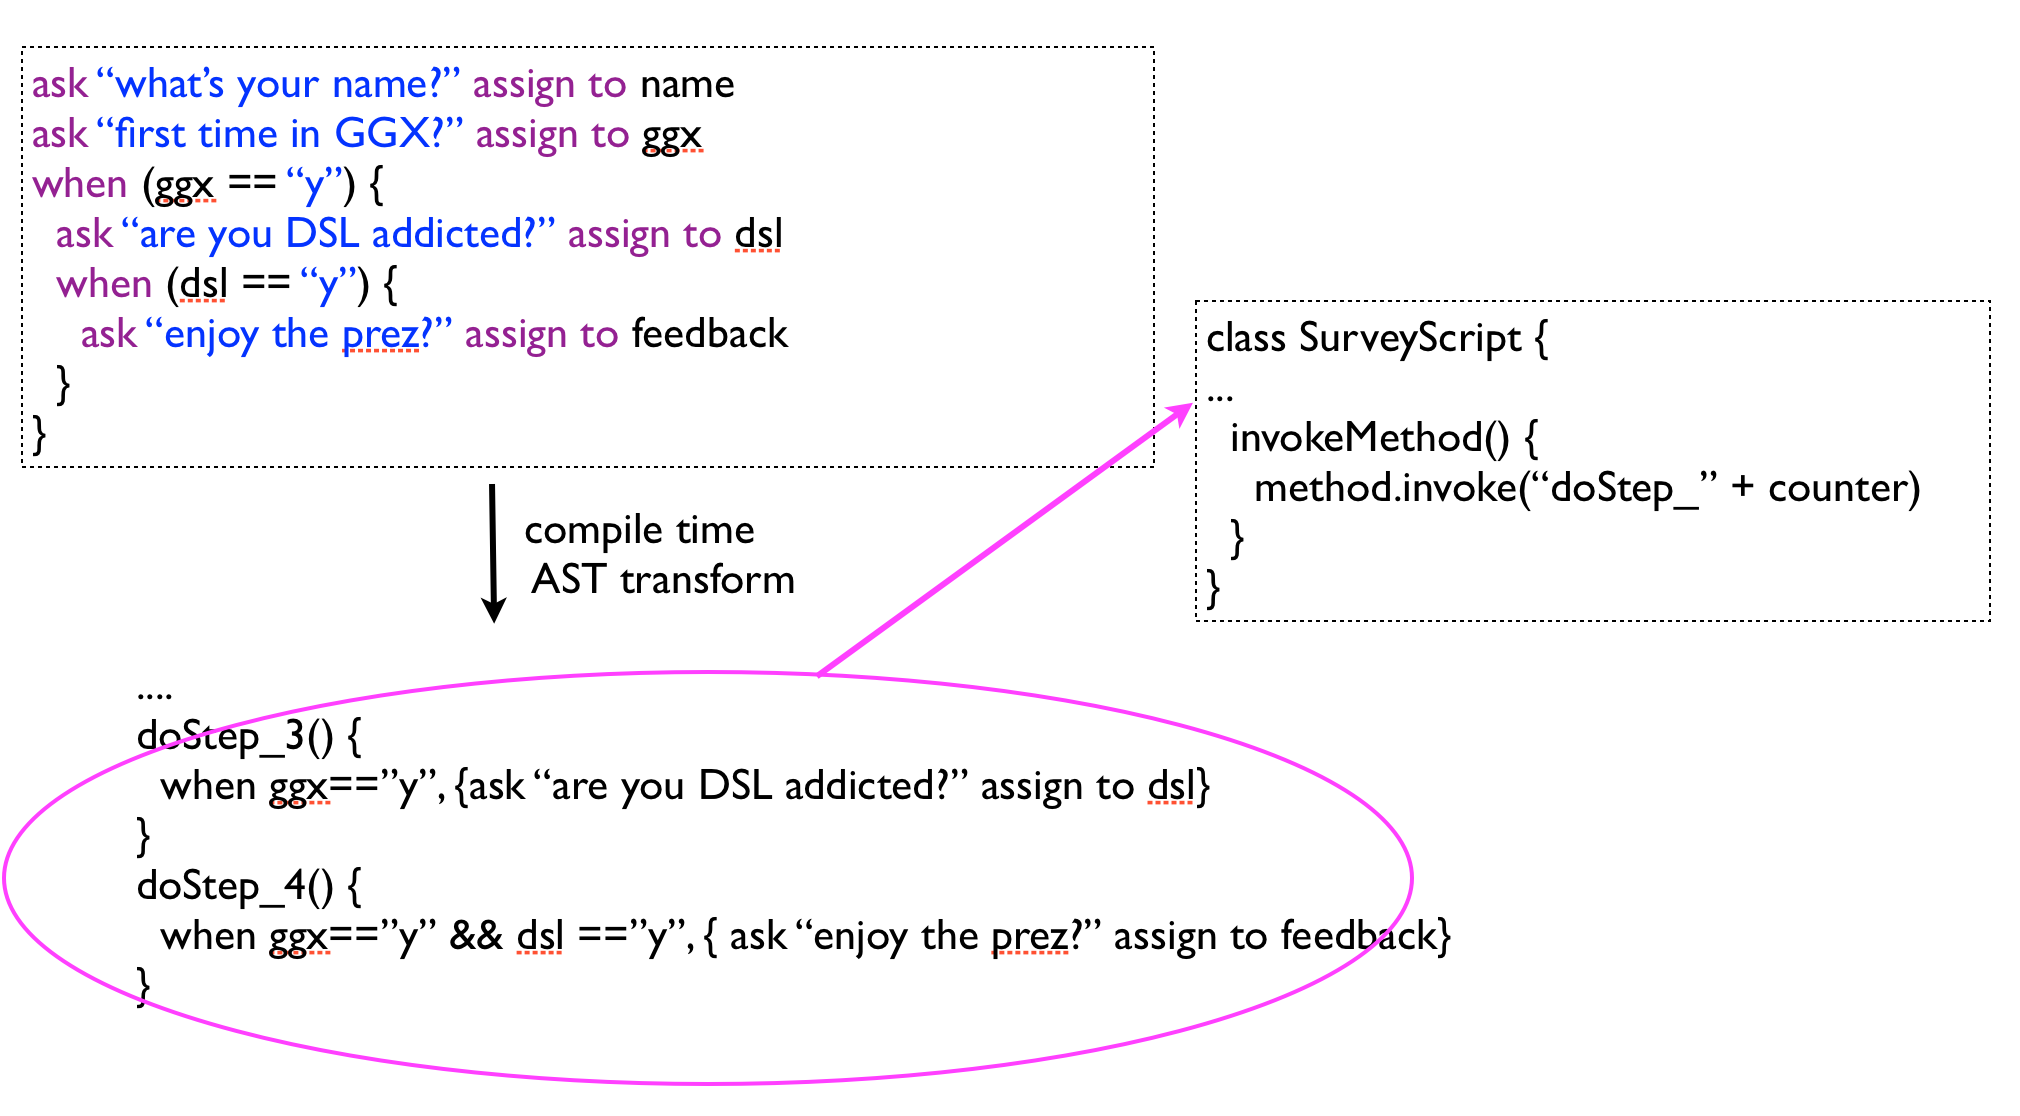 ask “what’s your name?” assign to name
ask “first time in GGX?” assign to ggx
when (ggx == “y”) {
ask “are you DSL addicted?” assign to dsl
when (dsl == “y”) {
ask “enjoy the prez?” assign to feedback
}
}
class SurveyScript {
...
invokeMethod() {
method.invoke(“doStep_” + counter)
}
}
compile time
AST transform
....
doStep_3() {
when ggx==”y”, {ask “are you DSL addicted?” assign to dsl}
}
doStep_4() {
when ggx==”y” && dsl ==”y”, { ask “enjoy the prez?” assign to feedback}
}